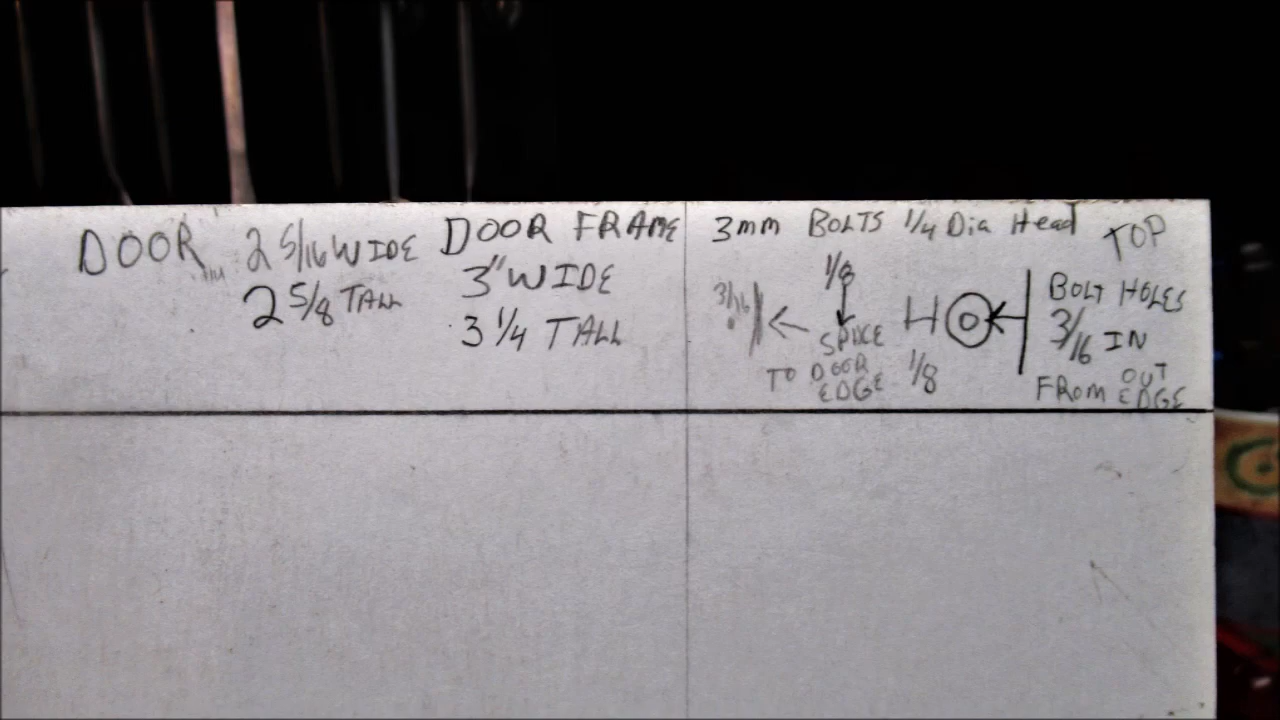 DOOR 2 5/16 WIDE
2 5/8 TALL
DOOR FRAME
3" WIDE
3 1/4 TALL
3mm BOLTS 1/4 Dia Head
TOP
3/16
1/8
SPACE
TO DOOR
EDGE
1/8
BOLT HOLES
3/16 IN
FROM OUT
EDGE